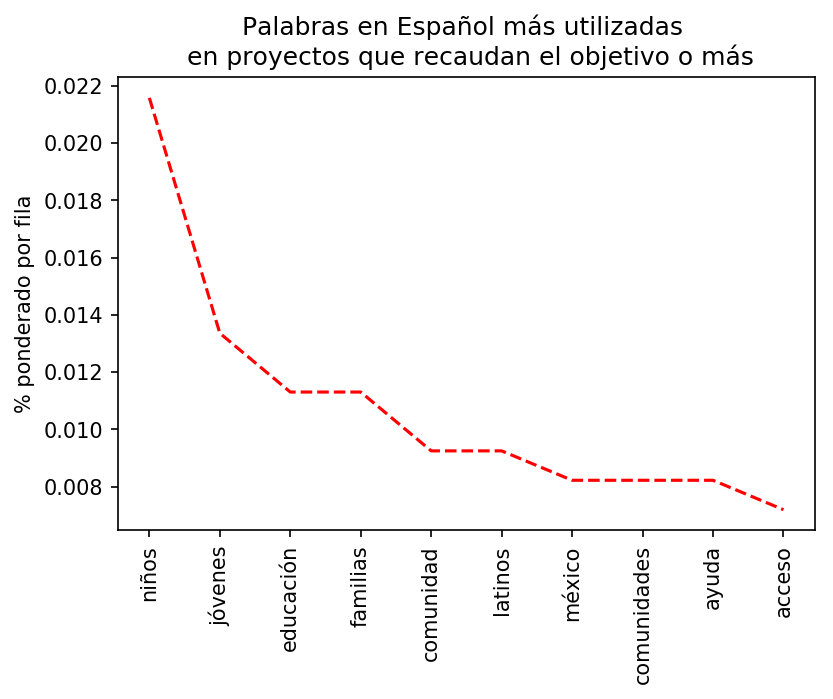 Palabras en Español más utilizadas
en proyectos que recaudan el objetivo o más
% ponderado por fila
0.022
0.020
0.018
0.016
0.014
0.012
0.010
0.008
niños
jóvenes
educación
familias
comunidad
latinos
méxico
comunidades
ayuda
acceso